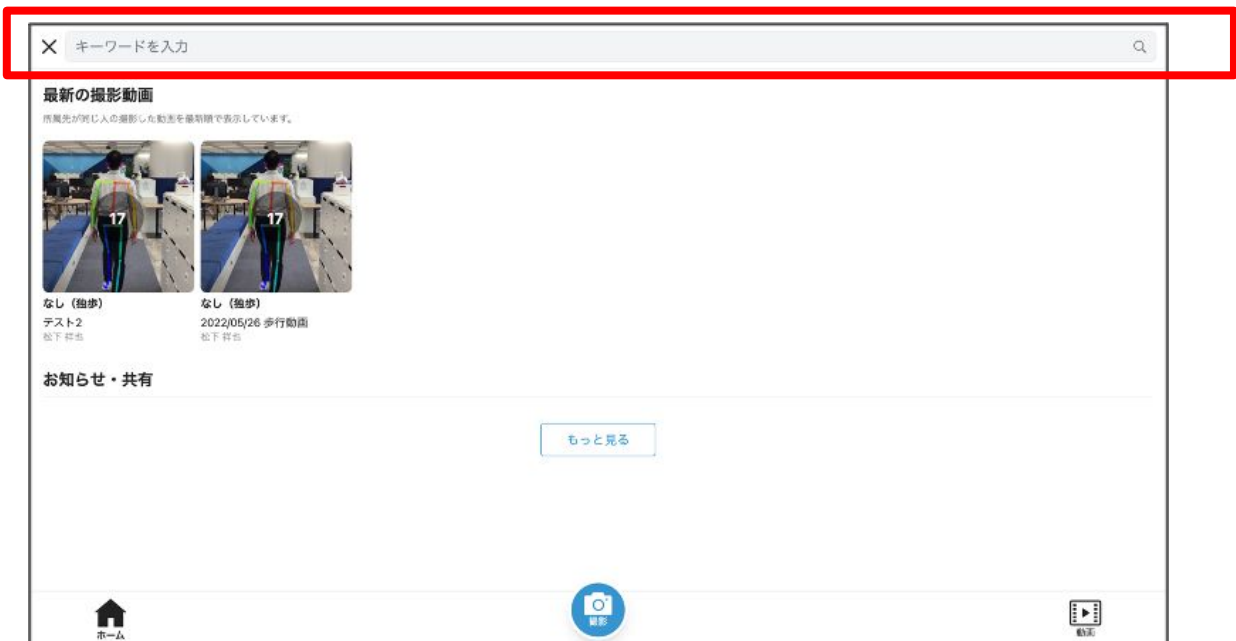 キーワードを入力
最新の撮影動画
所属先が同じ人の撮影した動画を最新順で表示しています。
17
17
なし（独歩）
なし（独歩）
テスト2
2022/05/26 歩行動画
松下 祥也
松下 祥也
お知らせ・共有
もっと見る
ホーム
撮影
動画